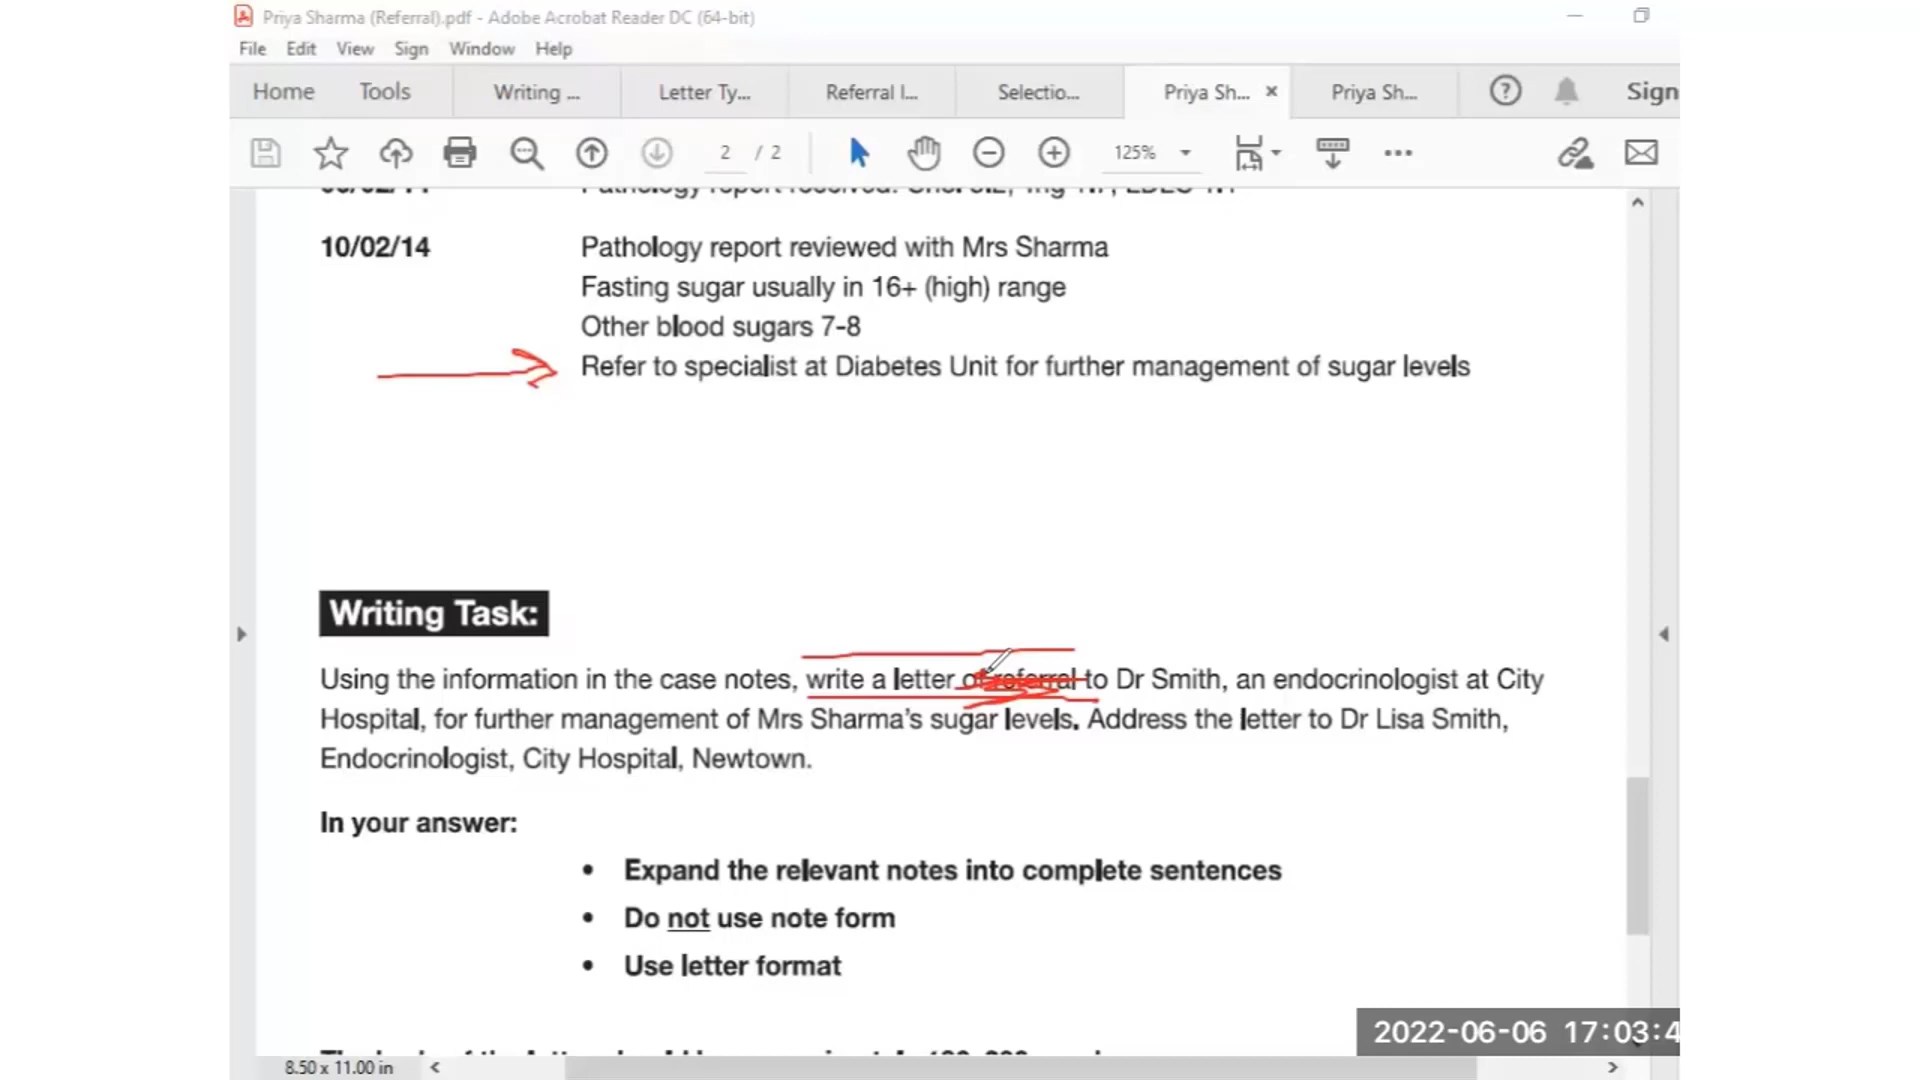 Priya Sharma (Referral).pdf - Adobe Acrobat Reader DC (64-bit)
File Edit View Sign Window Help
Home Tools Writing ... Letter Ty... Referral I... Selectio... Priya Sh... × Priya Sh... Sign
2 / 2 125%
Pathology report received:
10/02/14 Pathology report reviewed with Mrs Sharma
Fasting sugar usually in 16+ (high) range
Other blood sugars 7-8
Refer to specialist at Diabetes Unit for further management of sugar levels
Writing Task:
Using the information in the case notes, write a letter of referral to Dr Smith, an endocrinologist at City
Hospital, for further management of Mrs Sharma's sugar levels. Address the letter to Dr Lisa Smith,
Endocrinologist, City Hospital, Newtown.
In your answer:
• Expand the relevant notes into complete sentences
• Do not use note form
• Use letter format
2022-06-06 17:03:4
8.50 x 11.00 in